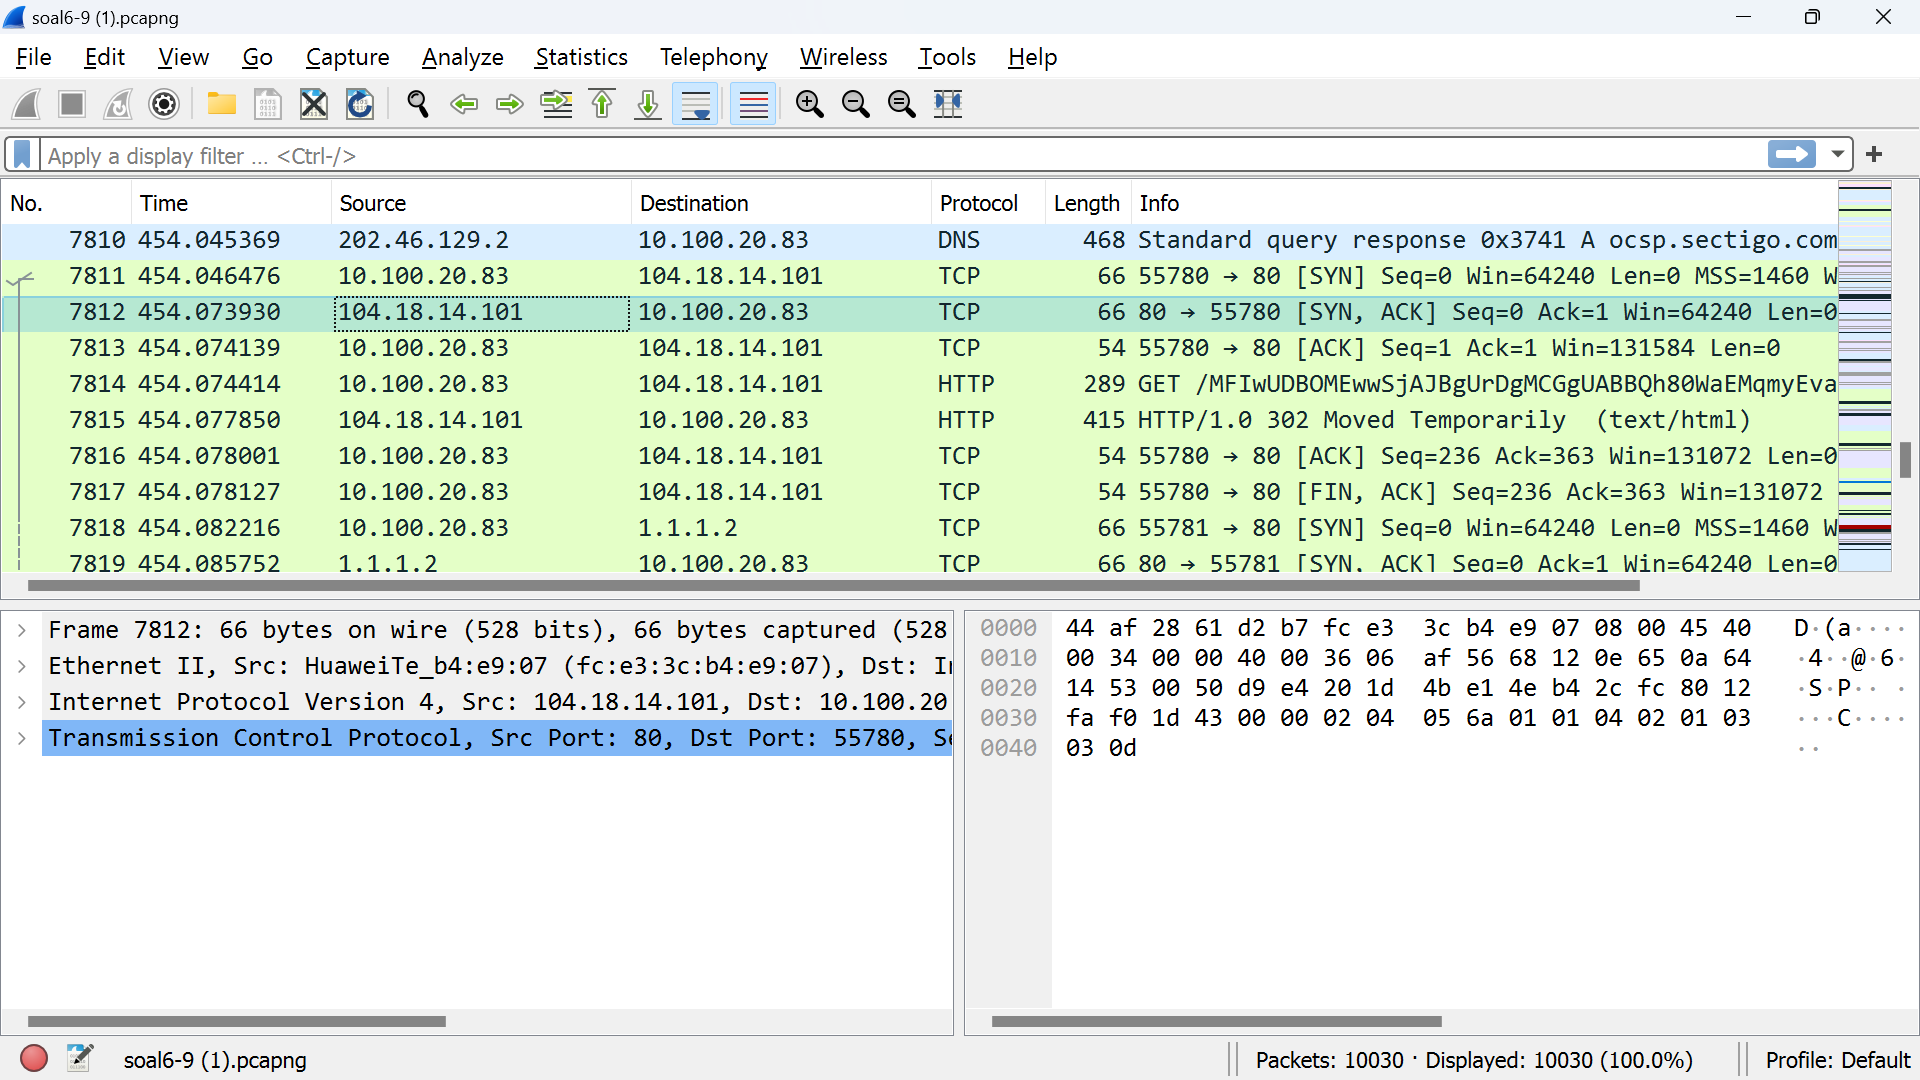 soal6-9 (1).pcapng
File Edit View Go Capture Analyze Statistics Telephony Wireless Tools Help
Apply a display filter ... <Ctrl-/>
No. Time Source Destination Protocol Length Info
7810 454.045369 202.46.129.2 10.100.20.83 DNS 468 Standard query response 0x3741 A ocsp.sectigo.com
7811 454.046476 10.100.20.83 104.18.14.101 TCP 66 55780 → 80 [SYN] Seq=0 Win=64240 Len=0 MSS=1460 W
7812 454.073930 104.18.14.101 10.100.20.83 TCP 66 80 → 55780 [SYN, ACK] Seq=0 Ack=1 Win=64240 Len=0
7813 454.074139 10.100.20.83 104.18.14.101 TCP 54 55780 → 80 [ACK] Seq=1 Ack=1 Win=131584 Len=0
7814 454.074414 10.100.20.83 104.18.14.101 HTTP 289 GET /MFIwUDBOMEwwSjAJBgUrDgMCGgUABBQh80WaEMqmyEva
7815 454.077850 104.18.14.101 10.100.20.83 HTTP 415 HTTP/1.0 302 Moved Temporarily (text/html)
7816 454.078001 10.100.20.83 104.18.14.101 TCP 54 55780 → 80 [ACK] Seq=236 Ack=363 Win=131072 Len=0
7817 454.078127 10.100.20.83 104.18.14.101 TCP 54 55780 → 80 [FIN, ACK] Seq=236 Ack=363 Win=131072
7818 454.082216 10.100.20.83 1.1.1.2 TCP 66 55781 → 80 [SYN] Seq=0 Win=64240 Len=0 MSS=1460 W
7819 454.085752 1.1.1.2 10.100.20.83 TCP 66 80 → 55781 [SYN, ACK] Seq=0 Ack=1 Win=64240 Len=0
Frame 7812: 66 bytes on wire (528 bits), 66 bytes captured (528
Ethernet II, Src: HuaweiTe_b4:e9:07 (fc:e3:3c:b4:e9:07), Dst: I
Internet Protocol Version 4, Src: 104.18.14.101, Dst: 10.100.20
Transmission Control Protocol, Src Port: 80, Dst Port: 55780, S
0000 44 af 28 61 d2 b7 fc e3 3c b4 e9 07 08 00 45 40 D·(a····
0010 00 34 00 00 40 00 36 06 af 56 68 12 0e 65 0a 64 ·4··@·6·
0020 14 53 00 50 d9 e4 20 1d 4b e1 4e b4 2c fc 80 12 ·S·P·· ·
0030 fa f0 1d 43 00 00 02 04 05 6a 01 01 04 02 01 03 ···C····
0040 03 0d ··
soal6-9 (1).pcapng
Packets: 10030 · Displayed: 10030 (100.0%)
Profile: Default